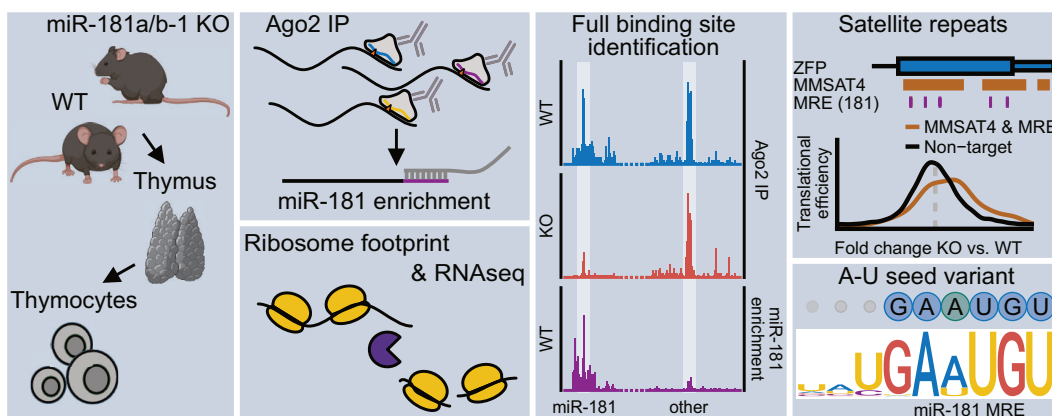 miR-181a/b-1 KO
WT
Thymus
Thymocytes
Ago2 IP
miR-181 enrichment
Ribosome footprint
& RNAseq
Full binding site
identification
WT
KO
WT
Ago2 IP
miR-181
enrichment
miR-181 other
Satellite repeats
ZFP
MMSAT4
MRE (181)
MMSAT4 & MRE
Non-target
Translational
efficiency
Fold change KO vs. WT
A-U seed variant
GAAUGU
UGAAUGU
miR-181 MRE